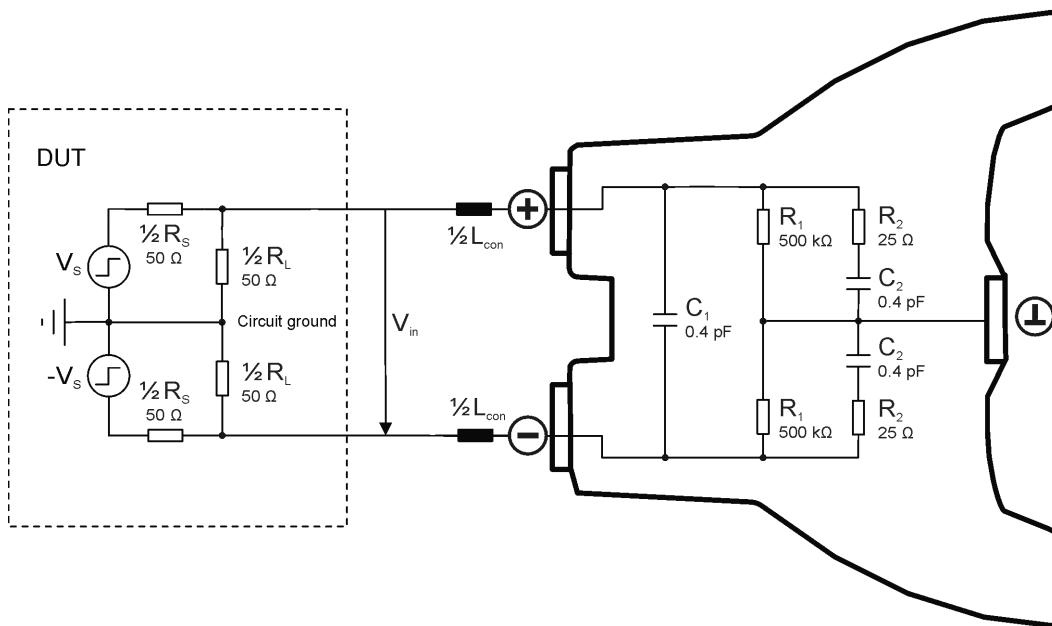 DUT
½ R_S
50 Ω
V_S
½ R_L
50 Ω
Circuit ground
-V_S
½ R_L
50 Ω
½ R_S
50 Ω
V_in
½ L_con
+
½ L_con
-
C_1
0.4 pF
R_1
500 kΩ
R_2
25 Ω
C_2
0.4 pF
C_2
0.4 pF
R_1
500 kΩ
R_2
25 Ω